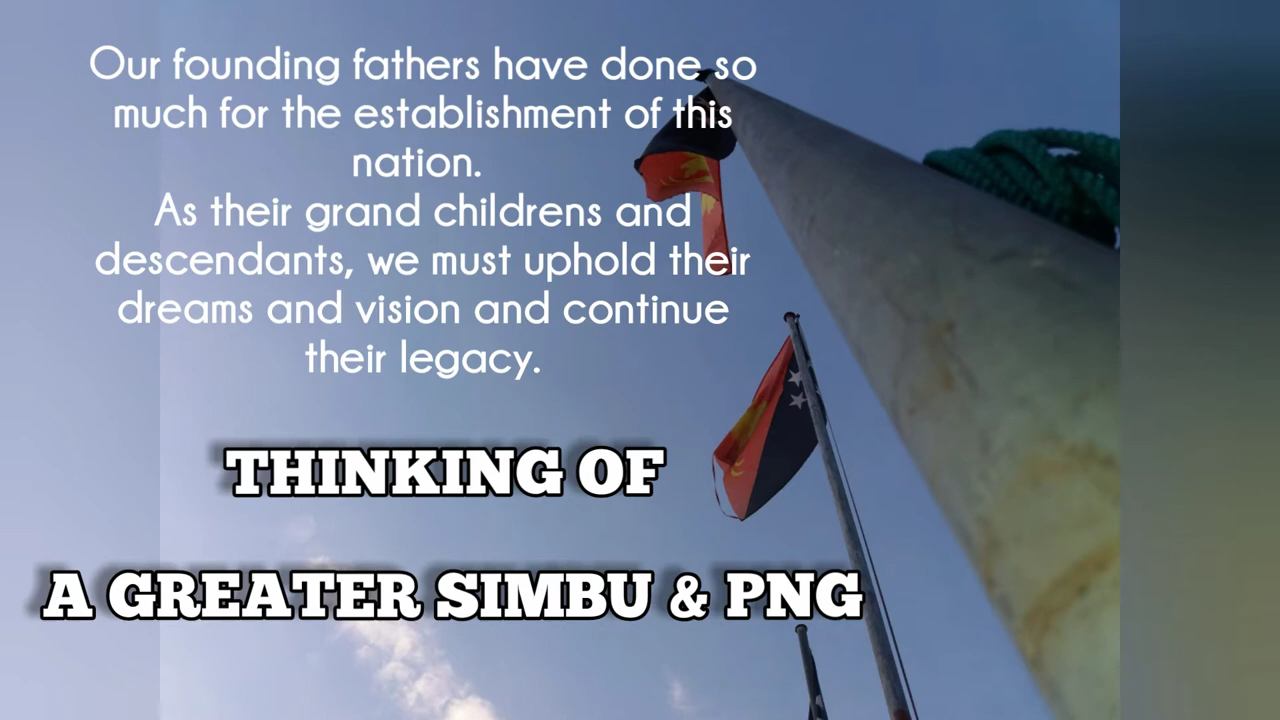 Our founding fathers have done so
much for the establishment of this
nation.
As their grand childrens and
descendants, we must uphold their
dreams and vision and continue
their legacy.
THINKING OF
A GREATER SIMBU & PNG